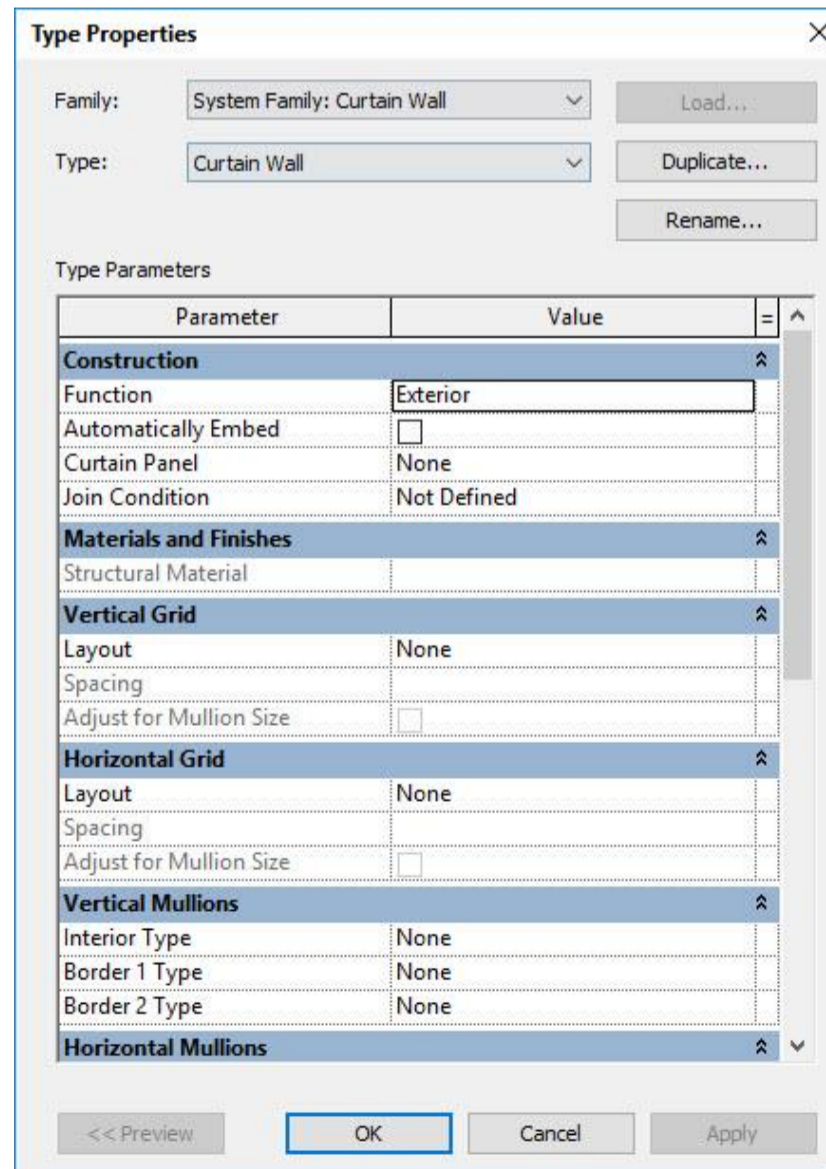 Type Properties
Family: System Family: Curtain Wall Load...
Type: Curtain Wall Duplicate...
Rename...
Type Parameters
Parameter Value =
Construction
Function Exterior
Automatically Embed
Curtain Panel None
Join Condition Not Defined
Materials and Finishes
Structural Material
Vertical Grid
Layout None
Spacing
Adjust for Mullion Size
Horizontal Grid
Layout None
Spacing
Adjust for Mullion Size
Vertical Mullions
Interior Type None
Border 1 Type None
Border 2 Type None
Horizontal Mullions
<< Preview OK Cancel Apply